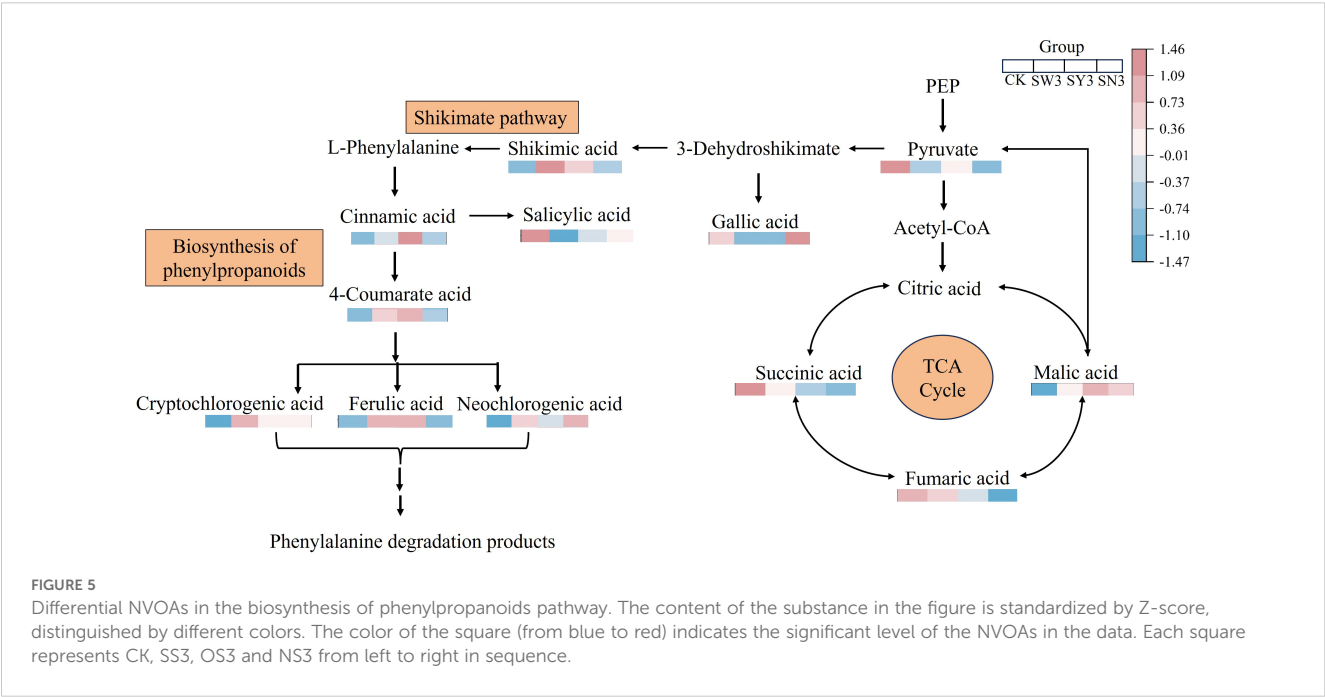 Group
CK SW3 SY3 SN3
1.46
1.09
0.73
0.36
-0.01
-0.37
-0.74
-1.10
-1.47
PEP
Shikimate pathway
L-Phenylalanine
Shikimic acid
3-Dehydroshikimate
Pyruvate
Cinnamic acid
Salicylic acid
Gallic acid
Acetyl-CoA
Biosynthesis of
phenylpropanoids
4-Coumarate acid
Citric acid
Succinic acid
TCA
Cycle
Malic acid
Cryptochlorogenic acid
Ferulic acid
Neochlorogenic acid
Fumaric acid
Phenylalanine degradation products
FIGURE 5
Differential NVOAs in the biosynthesis of phenylpropanoids pathway. The content of the substance in the figure is standardized by Z-score,
distinguished by different colors. The color of the square (from blue to red) indicates the significant level of the NVOAs in the data. Each square
represents CK, SS3, OS3 and NS3 from left to right in sequence.